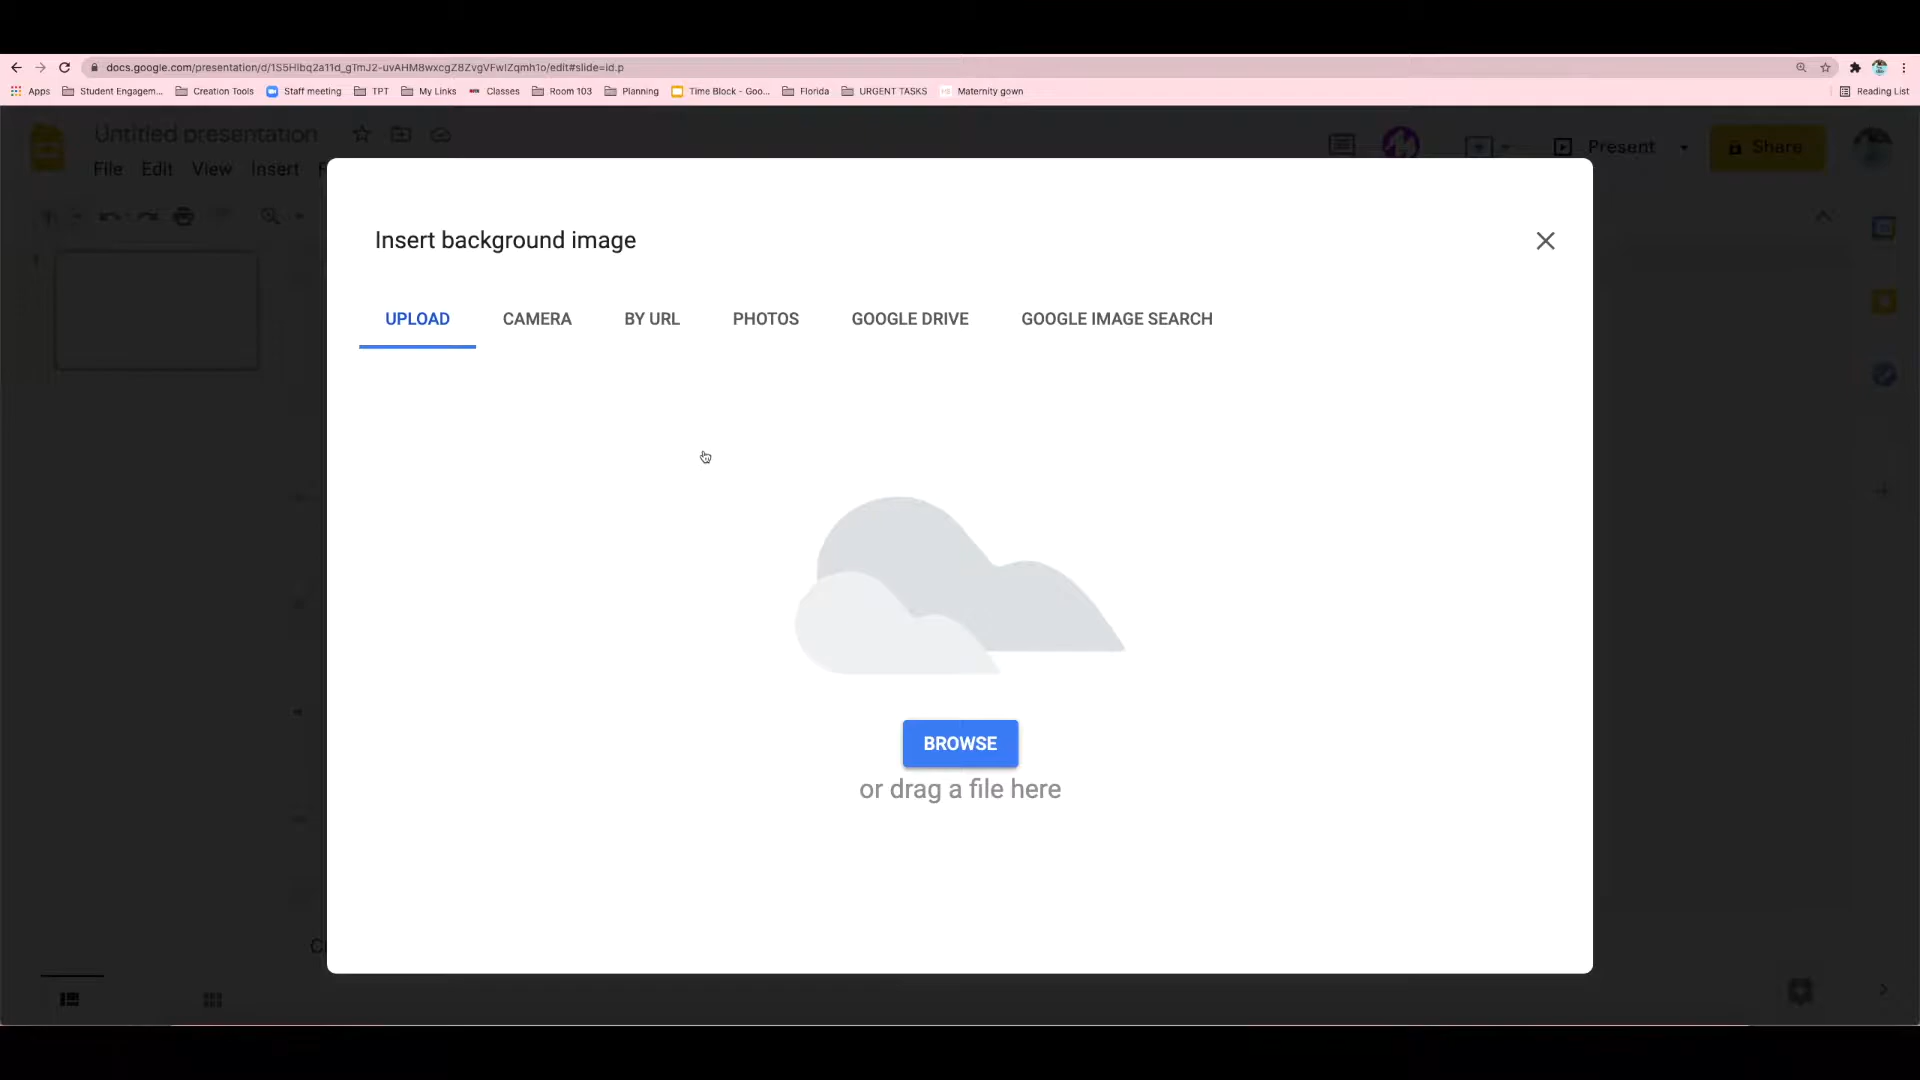 docs.google.com/presentation/d/1S5Hlbq2a11d_gTmJ2-uvAHM8wxcgZ8ZvgVFwIZqmh1o/edit#slide=id.p
Apps Student Engagem... Creation Tools Staff meeting TPT My Links Classes Room 103 Planning Time Block - Goo... Florida URGENT TASKS Maternity gown Reading List
Untitled presentation
File Edit View Insert
Present
Share
Insert background image
UPLOAD CAMERA BY URL PHOTOS GOOGLE DRIVE GOOGLE IMAGE SEARCH
BROWSE
or drag a file here